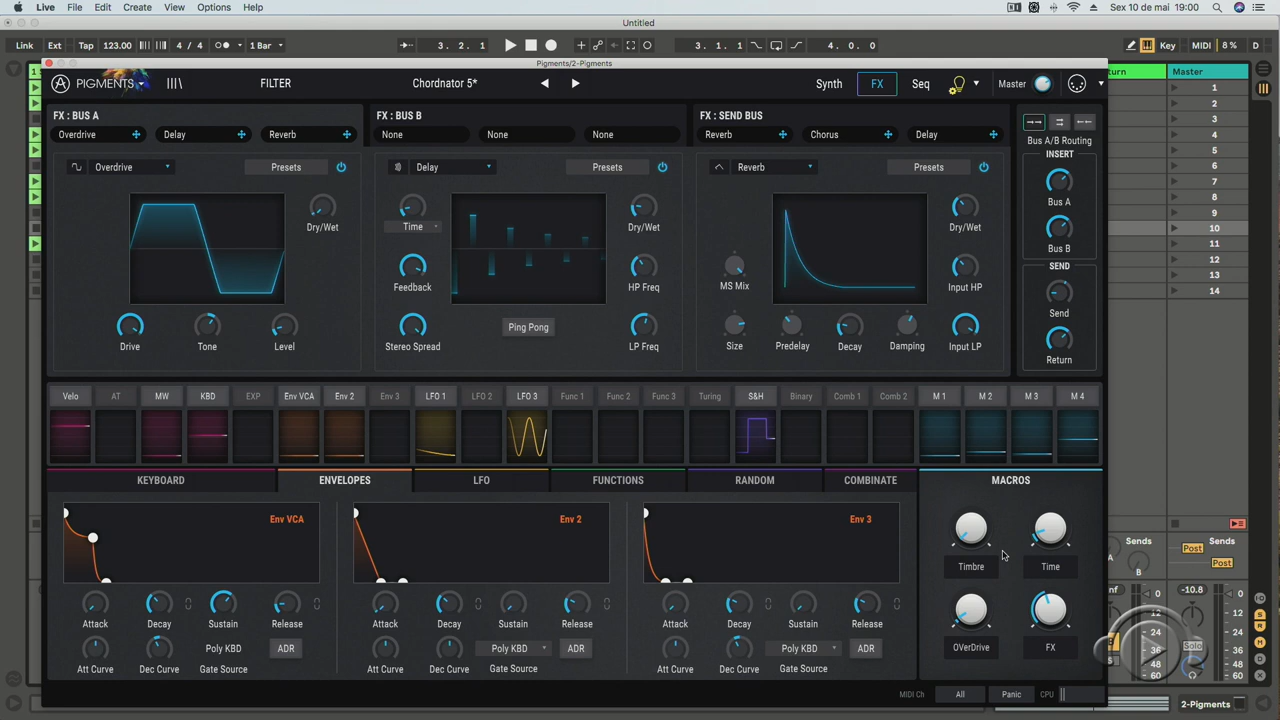 Live File Edit Create View Options Help Sex 10 de mai 19:00
Untitled
Link Ext Tap 123.00 4 / 4 1 Bar 3. 2. 1 3. 1. 1 4. 0. 0 Key MIDI 8 % D
Pigments/2-Pigments
PIGMENTS FILTER Chordnator 5* Synth FX Seq Master
Master
FX : BUS A FX : BUS B FX : SEND BUS
Overdrive Delay Reverb None None None Reverb Chorus Delay
Bus A/B Routing
INSERT
Bus A
Bus B
SEND
Send
Return
Overdrive Presets Delay Presets Reverb Presets
Dry/Wet Time Dry/Wet Dry/Wet
Feedback HP Freq MS Mix Input HP
Ping Pong
Drive Tone Level Stereo Spread LP Freq Size Predelay Decay Damping Input LP
Velo AT MW KBD EXP Env VCA Env 2 Env 3 LFO 1 LFO 2 LFO 3 Func 1 Func 2 Func 3 Turing S&H Binary Comb 1 Comb 2 M 1 M 2 M 3 M 4
KEYBOARD ENVELOPES LFO FUNCTIONS RANDOM COMBINATE MACROS
Env VCA Env 2 Env 3
Attack Decay Sustain Release Attack Decay Sustain Release Attack Decay Sustain Release
Att Curve Dec Curve Poly KBD Gate Source ADR
Att Curve Dec Curve Poly KBD Gate Source ADR
Att Curve Dec Curve Poly KBD Gate Source ADR
Timbre Time
OVerDrive FX
MIDI Ch All Panic CPU
1
2
3
4
5
6
7
8
9
10
11
12
13
14
Sends Sends
A Post
B Post
-10.8
12
24
36
48
60
Solo
2-Pigments